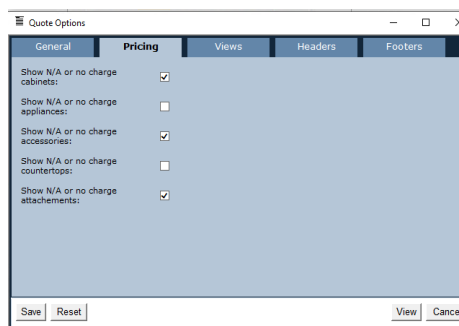 Quote Options
General Pricing Views Headers Footers
Show N/A or no charge
cabinets:
Show N/A or no charge
appliances:
Show N/A or no charge
accessories:
Show N/A or no charge
countertops:
Show N/A or no charge
attachements:
Save Reset View Cance